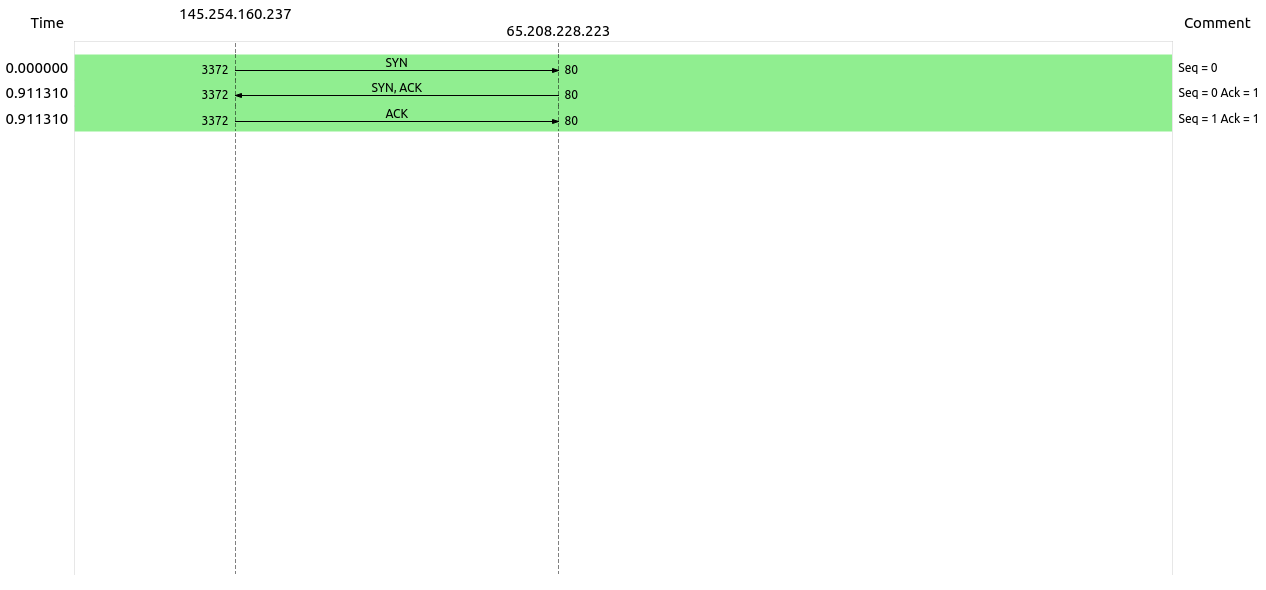 Time 145.254.160.237 65.208.228.223 Comment
0.000000 3372 SYN 80 Seq = 0
0.911310 3372 SYN, ACK 80 Seq = 0 Ack = 1
0.911310 3372 ACK 80 Seq = 1 Ack = 1